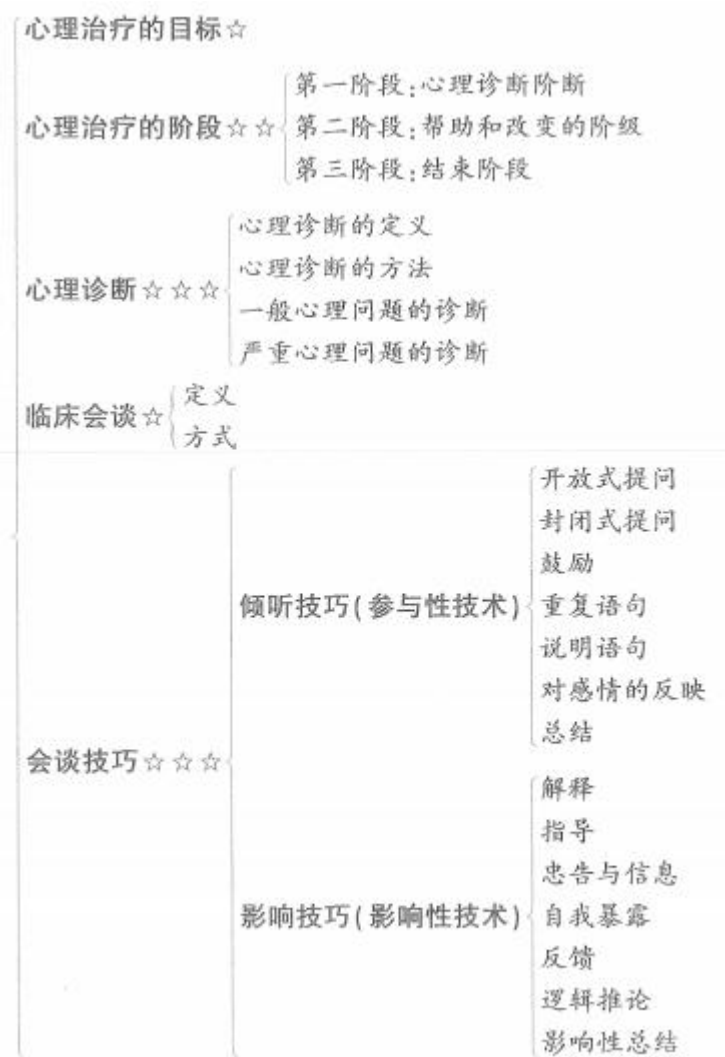 心理治疗的目标☆
心理治疗的阶段☆☆
第一阶段:心理诊断阶断
第二阶段:帮助和改变的阶级
第三阶段:结束阶段
心理诊断☆☆☆
心理诊断的定义
心理诊断的方法
一般心理问题的诊断
严重心理问题的诊断
临床会谈☆
定义
方式
会谈技巧☆☆☆
倾听技巧(参与性技术)
开放式提问
封闭式提问
鼓励
重复语句
说明语句
对感情的反映
总结
影响技巧(影响性技术)
解释
指导
忠告与信息
自我暴露
反馈
逻辑推论
影响性总结